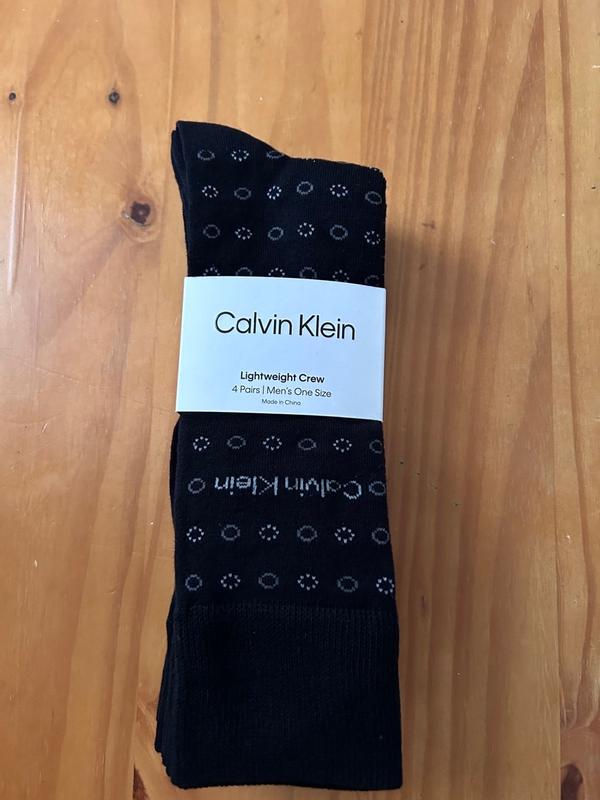 Calvin Klein
Lightweight Crew
4 Pairs | Men's One Size
Made in China
Calvin Klein